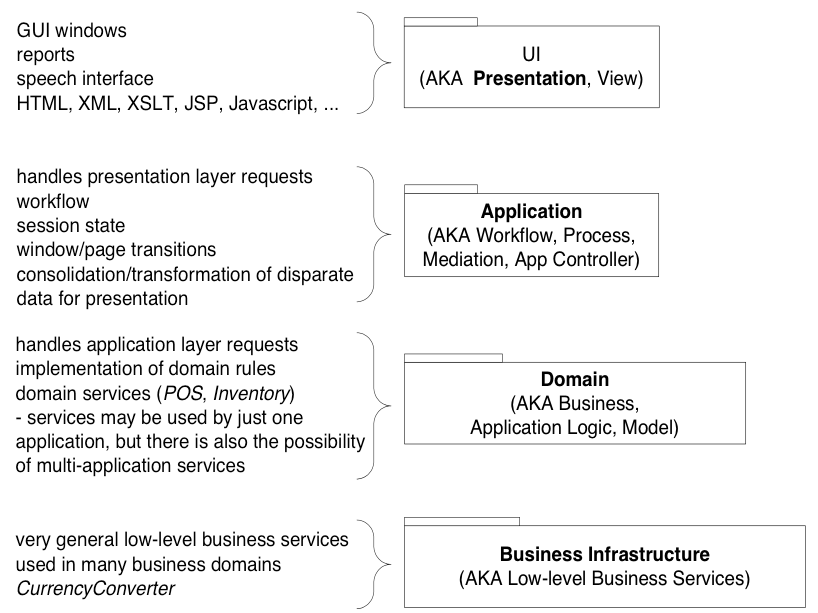 GUI windows
reports
speech interface
HTML, XML, XSLT, JSP, Javascript, ...
UI
(AKA Presentation, View)
handles presentation layer requests
workflow
session state
window/page transitions
consolidation/transformation of disparate
data for presentation
Application
(AKA Workflow, Process,
Mediation, App Controller)
handles application layer requests
implementation of domain rules
domain services (POS, Inventory)
- services may be used by just one
application, but there is also the possibility
of multi-application services
Domain
(AKA Business,
Application Logic, Model)
very general low-level business services
used in many business domains
CurrencyConverter
Business Infrastructure
(AKA Low-level Business Services)